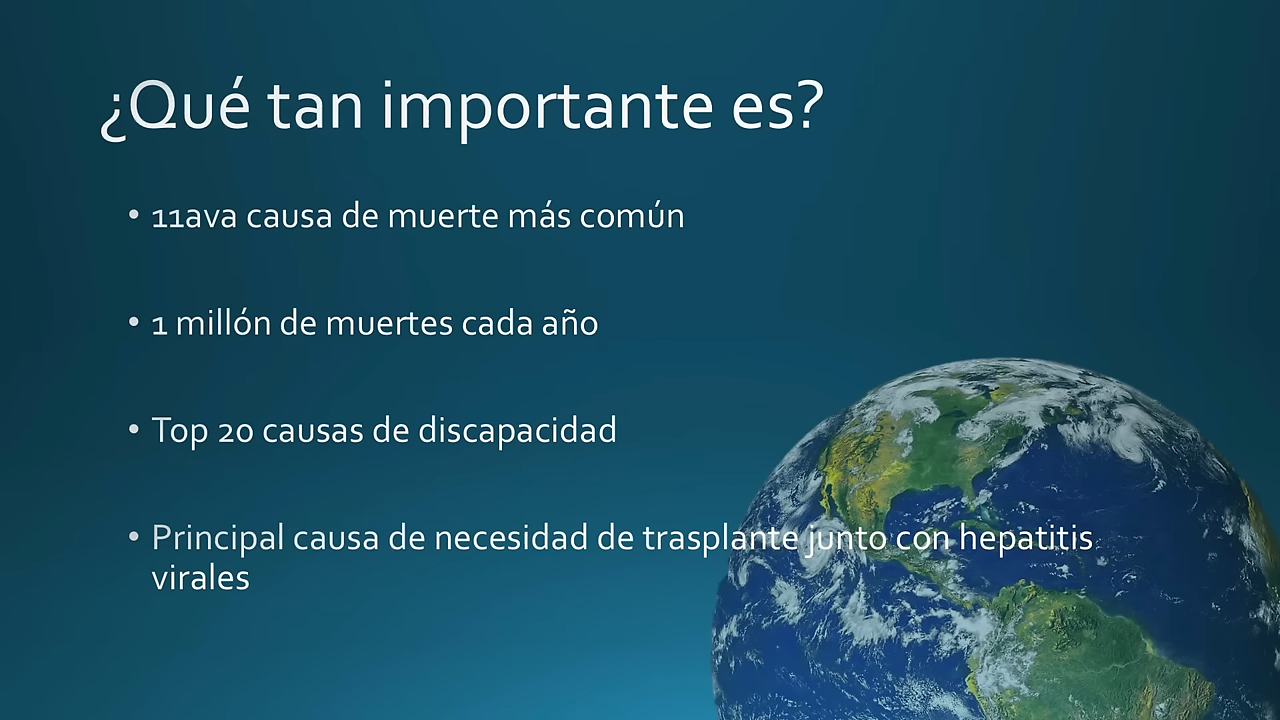 ¿Qué tan importante es?
• 11ava causa de muerte más común
• 1 millón de muertes cada año
• Top 20 causas de discapacidad
• Principal causa de necesidad de trasplante junto con hepatitis
virales